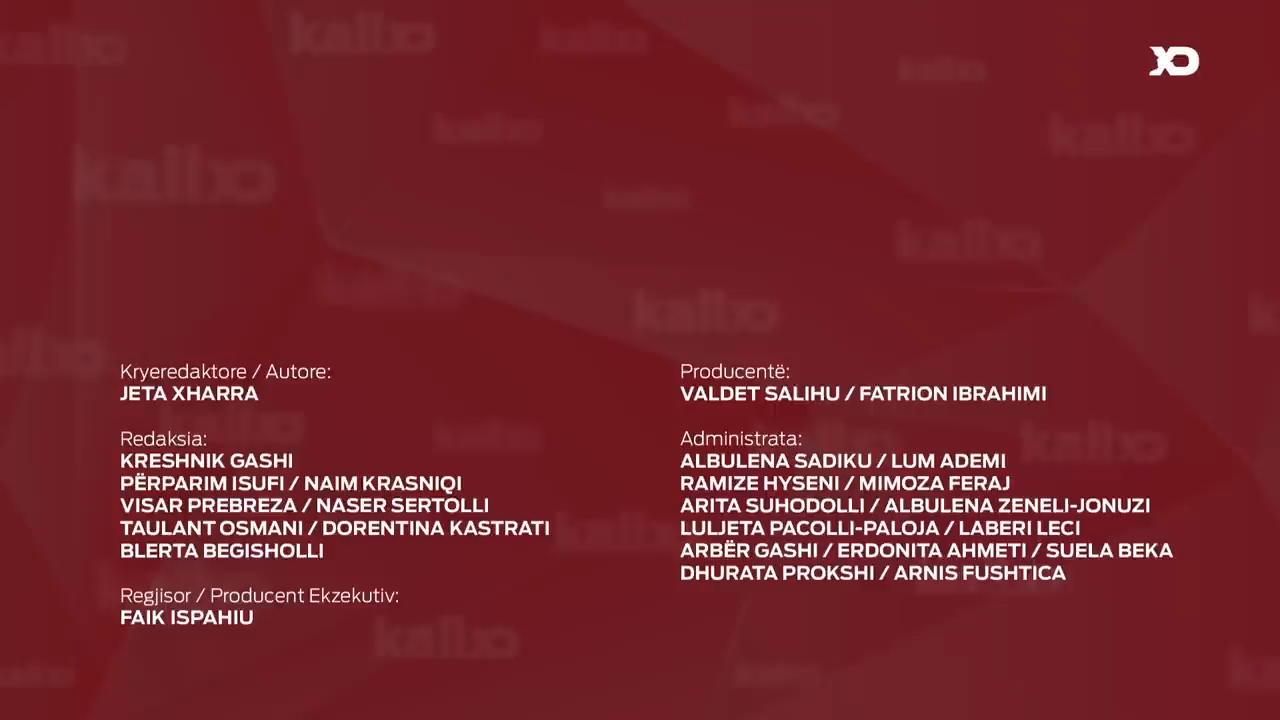 XO
Kryeredaktore / Autore:
JETA XHARRA
Redaksia:
KRESHNIK GASHI
PËRPARIM ISUFI / NAIM KRASNIQI
VISAR PREBREZA / NASER SERTOLLI
TAULANT OSMANI / DORENTINA KASTRATI
BLERTA BEGISHOLLI
Regjisor / Producent Ekzekutiv:
FAIK ISPAHIU
Producentë:
VALDET SALIHU / FATRION IBRAHIMI
Administrata:
ALBULENA SADIKU / LUM ADEMI
RAMIZE HYSENI / MIMOZA FERAJ
ARITA SUHODOLLI / ALBULENA ZENELI-JONUZI
LULJETA PACOLLI-PALOJA / LABERI LECI
ARBËR GASHI / ERDONITA AHMETI / SUELA BEKA
DHURATA PROKSHI / ARNIS FUSHTICA